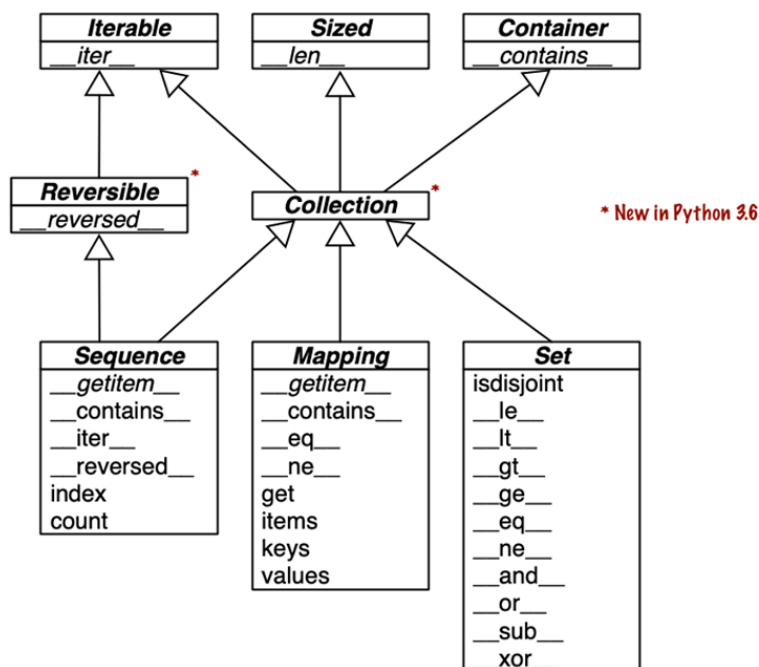 Iterable
__iter__
Sized
__len__
Container
__contains__
Reversible
*
__reversed__
Collection
*
* New in Python 3.6
Sequence
__getitem__
__contains__
__iter__
__reversed__
index
count
Mapping
__getitem__
__contains__
__eq__
__ne__
get
items
keys
values
Set
isdisjoint
__le__
__lt__
__gt__
__ge__
__eq__
__ne__
__and__
__or__
__sub__
__xor__